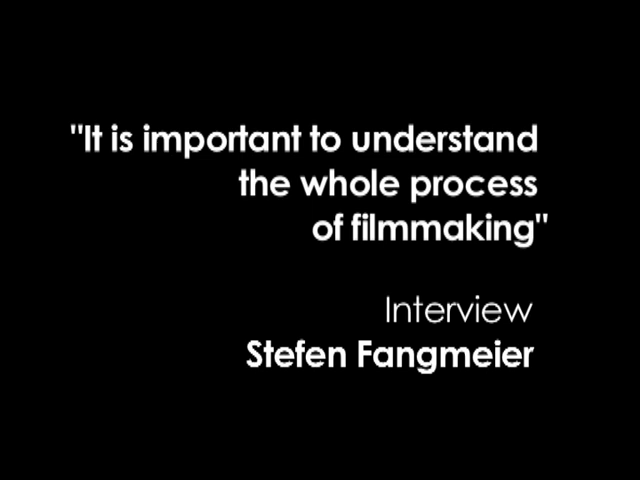 "It is important to understand
the whole process
of filmmaking"
Interview
Stefen Fangmeier